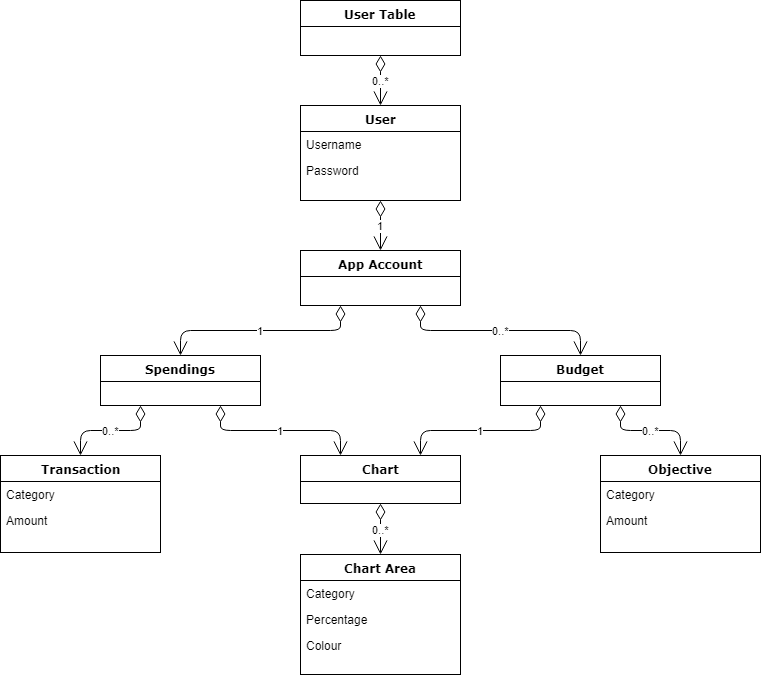 User Table
0..*
User
Username
Password
1
App Account
1
0..*
Spendings
Budget
0..*
1
1
0..*
Transaction
Category
Amount
Chart
Objective
Category
Amount
0..*
Chart Area
Category
Percentage
Colour